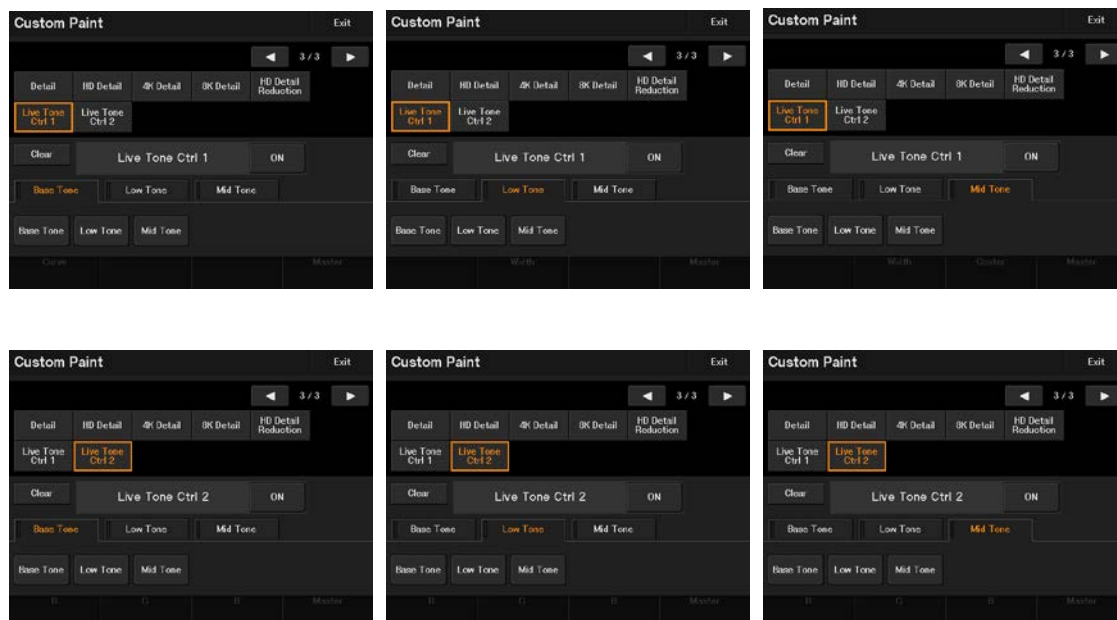 Custom Paint Exit
3 / 3
Detail HD Detail 4K Detail 8K Detail HD Detail Reduction
Live Tone Ctrl 1 Live Tone Ctrl 2
Clear Live Tone Ctrl 1 ON
Base Tone Low Tone Mid Tone
Base Tone Low Tone Mid Tone
Curve Master
Custom Paint Exit
3 / 3
Detail HD Detail 4K Detail 8K Detail HD Detail Reduction
Live Tone Ctrl 1 Live Tone Ctrl 2
Clear Live Tone Ctrl 1 ON
Base Tone Low Tone Mid Tone
Base Tone Low Tone Mid Tone
Width Master
Custom Paint Exit
3 / 3
Detail HD Detail 4K Detail 8K Detail HD Detail Reduction
Live Tone Ctrl 1 Live Tone Ctrl 2
Clear Live Tone Ctrl 1 ON
Base Tone Low Tone Mid Tone
Base Tone Low Tone Mid Tone
Width Center Master
Custom Paint Exit
3 / 3
Detail HD Detail 4K Detail 8K Detail HD Detail Reduction
Live Tone Ctrl 1 Live Tone Ctrl 2
Clear Live Tone Ctrl 2 ON
Base Tone Low Tone Mid Tone
Base Tone Low Tone Mid Tone
R G B Master
Custom Paint Exit
3 / 3
Detail HD Detail 4K Detail 8K Detail HD Detail Reduction
Live Tone Ctrl 1 Live Tone Ctrl 2
Clear Live Tone Ctrl 2 ON
Base Tone Low Tone Mid Tone
Base Tone Low Tone Mid Tone
R G B Master
Custom Paint Exit
3 / 3
Detail HD Detail 4K Detail 8K Detail HD Detail Reduction
Live Tone Ctrl 1 Live Tone Ctrl 2
Clear Live Tone Ctrl 2 ON
Base Tone Low Tone Mid Tone
Base Tone Low Tone Mid Tone
R G B Master